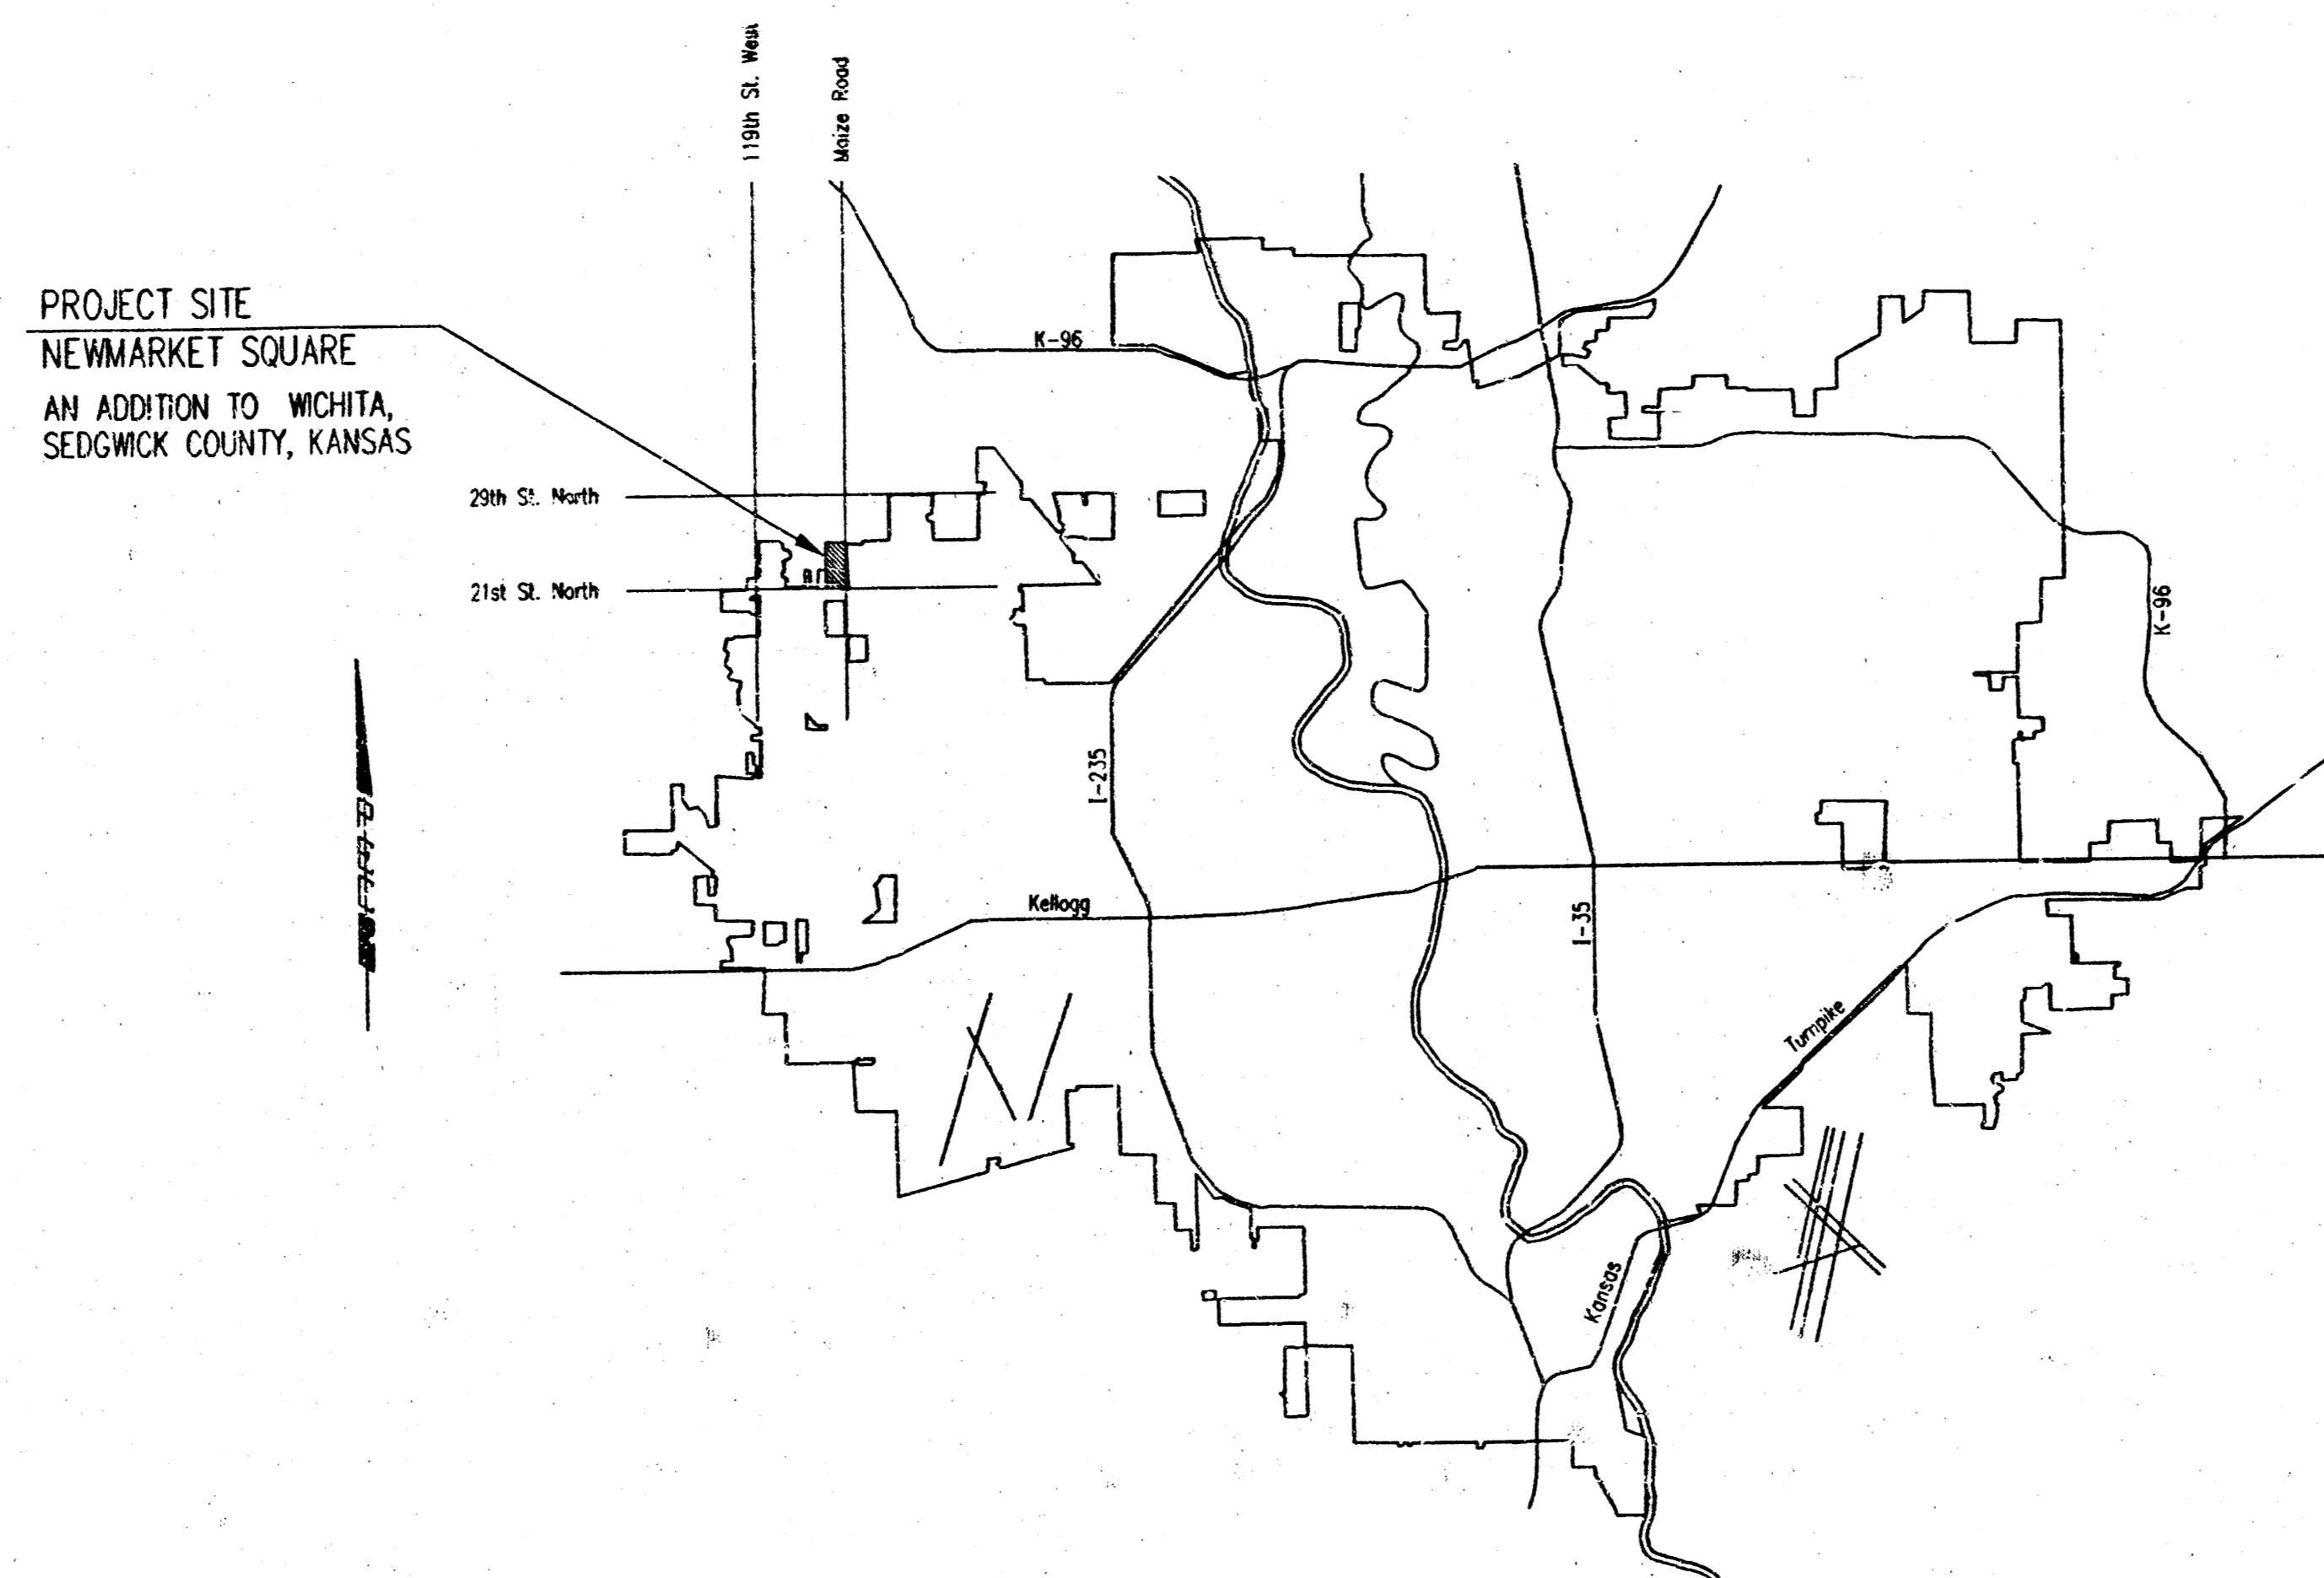 119th St. West
Maize Road
PROJECT SITE
NEWMARKET SQUARE
AN ADDITION TO WICHITA,
SEDGWICK COUNTY, KANSAS
K-96
29th St. North
21st St. North
K-96
I-235
Kellogg
I-35
Turnpike
Kansas